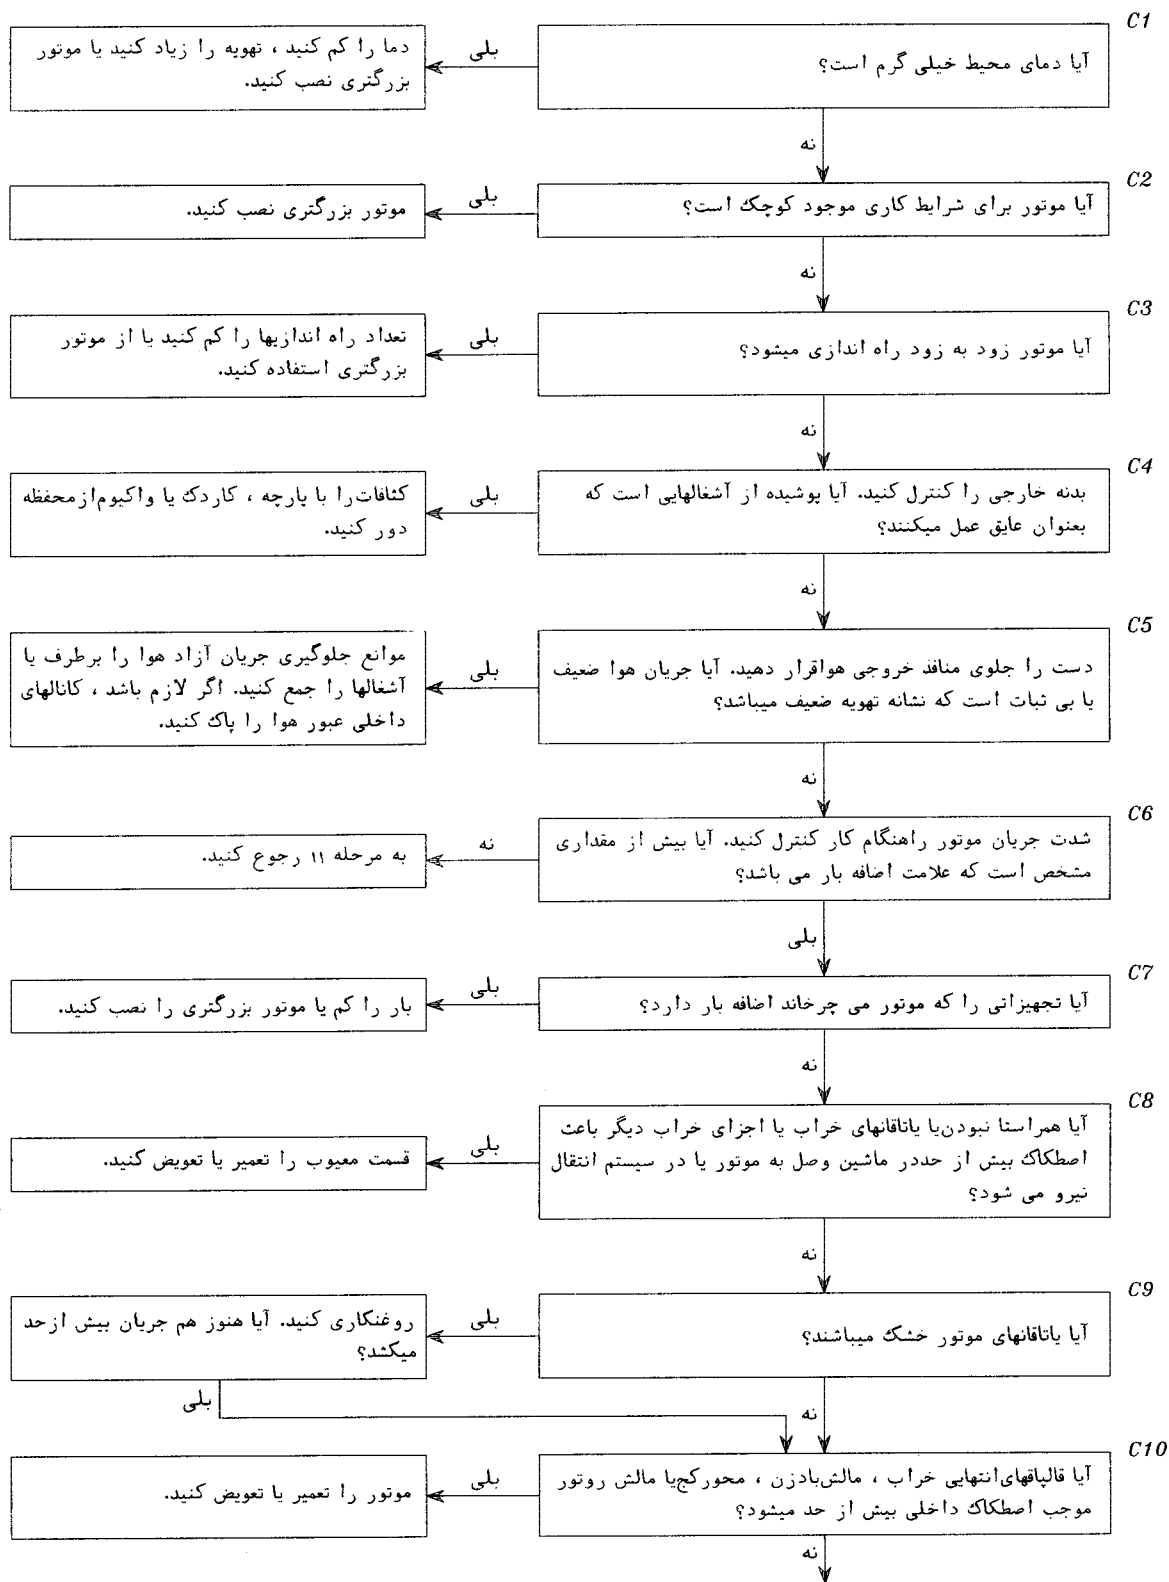 C1
آیا دمای محیط خیلی گرم است؟
بلی
دما را کم کنید ، تهویه را زیاد کنید یا موتور
بزرگتری نصب کنید.
نه
C2
آیا موتور برای شرایط کاری موجود کوچک است؟
بلی
موتور بزرگتری نصب کنید.
نه
C3
آیا موتور زود به زود راه اندازی میشود؟
بلی
تعداد راه اندازیها را کم کنید یا از موتور
بزرگتری استفاده کنید.
نه
C4
بدنه خارجی را کنترل کنید. آیا پوشیده از آشغالهایی است که
بعنوان عایق عمل میکنند؟
بلی
کثافات را با پارچه ، کاردک یا واکیوم از محفظه
دور کنید.
نه
C5
دست را جلوی منافذ خروجی هوا قرار دهید. آیا جریان هوا ضعیف
یا بی ثبات است که نشانه تهویه ضعیف میباشد؟
بلی
موانع جلوگیری جریان آزاد هوا را برطرف یا
آشغالها را جمع کنید. اگر لازم باشد ، کانالهای
داخلی عبور هوا را پاک کنید.
نه
C6
شدت جریان موتور راهنگام کار کنترل کنید. آیا بیش از مقداری
مشخص است که علامت اضافه بار می باشد؟
نه
به مرحله ۱۱ رجوع کنید.
بلی
C7
آیا تجهیزاتی را که موتور می چرخاند اضافه بار دارد؟
بلی
بار را کم یا موتور بزرگتری را نصب کنید.
نه
C8
آیا همراستا نبودن یا یاتاقانهای خراب یا اجزای خراب دیگر باعث
اصطکاک بیش از حددر ماشین وصل به موتور یا در سیستم انتقال
نیرو می شود؟
بلی
قسمت معیوب را تعمیر یا تعویض کنید.
نه
C9
آیا یاتاقانهای موتور خشک میباشند؟
بلی
روغنکاری کنید. آیا هنوز هم جریان بیش ازحد
میکشد؟
بلی
نه
C10
آیا قالپاقهای انتهایی خراب ، مالش بادزن ، محور کج یا مالش روتور
موجب اصطکاک داخلی بیش از حد میشود؟
بلی
موتور را تعمیر یا تعویض کنید.
نه